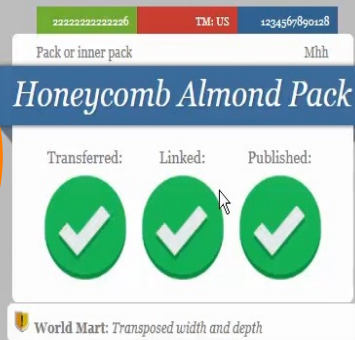 22222222222226 TM: US 1234567890128
Pack or inner pack Mhh
Honeycomb Almond Pack
Transferred: Linked: Published:
World Mart: Transposed width and depth